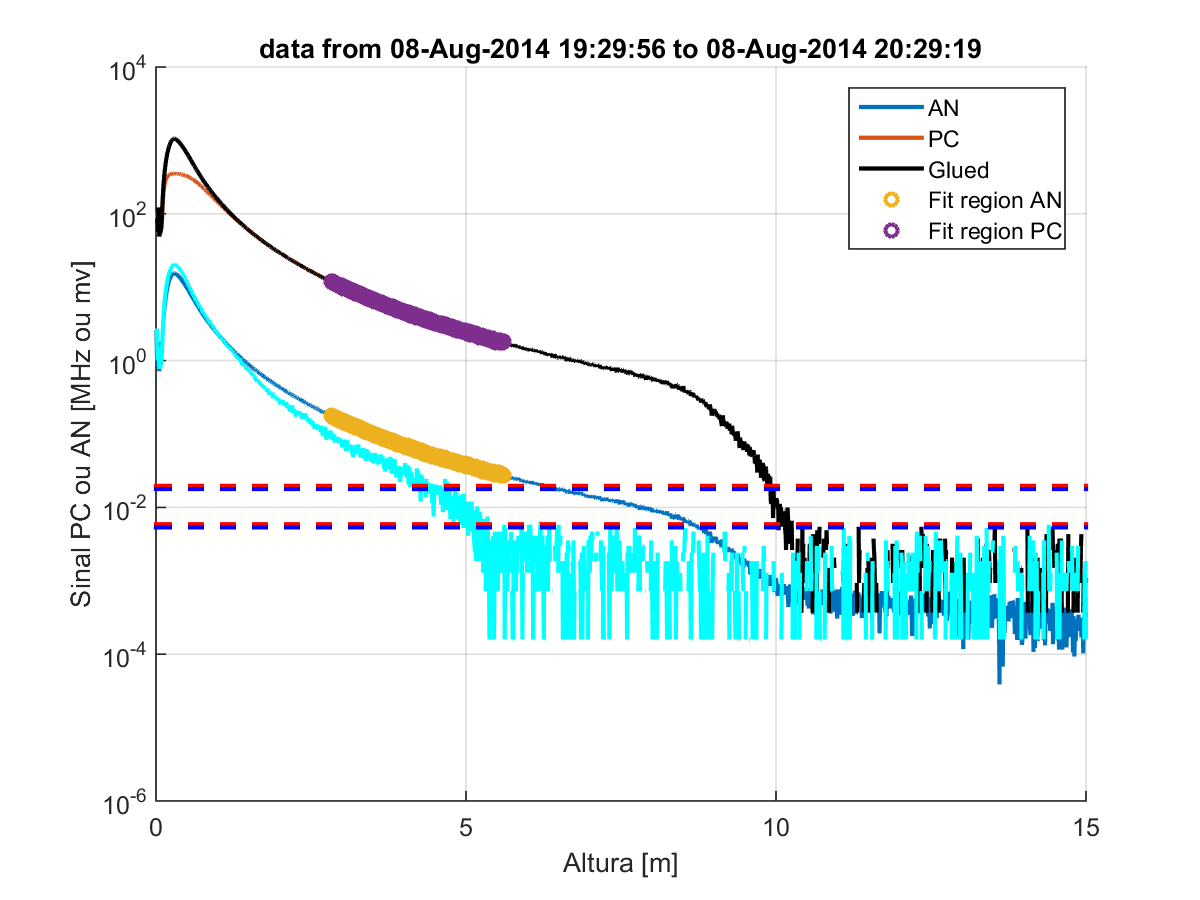 data from 08-Aug-2014 19:29:56 to 08-Aug-2014 20:29:19
AN
PC
Glued
Fit region AN
Fit region PC
Sinal PC ou AN [MHz ou mv]
10^4
10^2
10^0
10^-2
10^-4
10^-6
0 5 10 15
Altura [m]